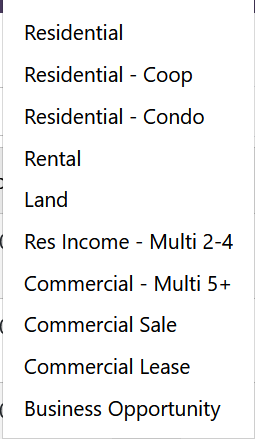 Residential
Residential - Coop
Residential - Condo
Rental
Land
Res Income - Multi 2-4
Commercial - Multi 5+
Commercial Sale
Commercial Lease
Business Opportunity